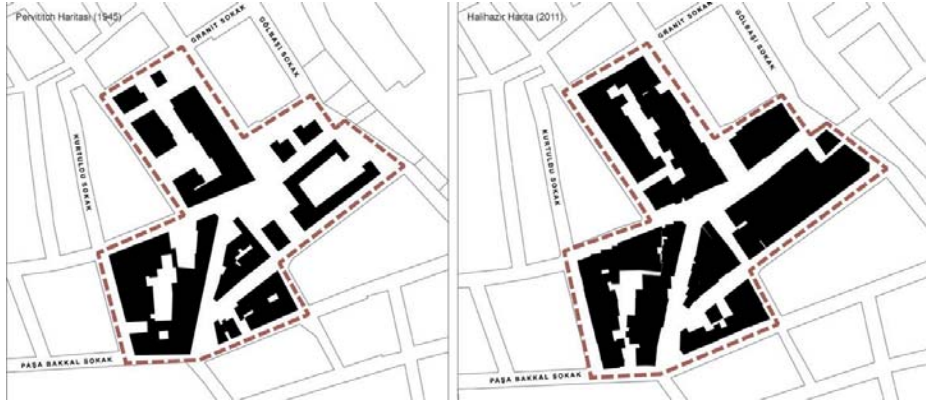 Pervititch Haritası (1945)
GRANİT SOKAK
GÖLBAŞI SOKAK
KURTULDU SOKAK
PAŞA BAKKAL SOKAK
Halihazır Harita (2011)
GRANİT SOKAK
GÖLBAŞI SOKAK
KURTULDU SOKAK
PAŞA BAKKAL SOKAK